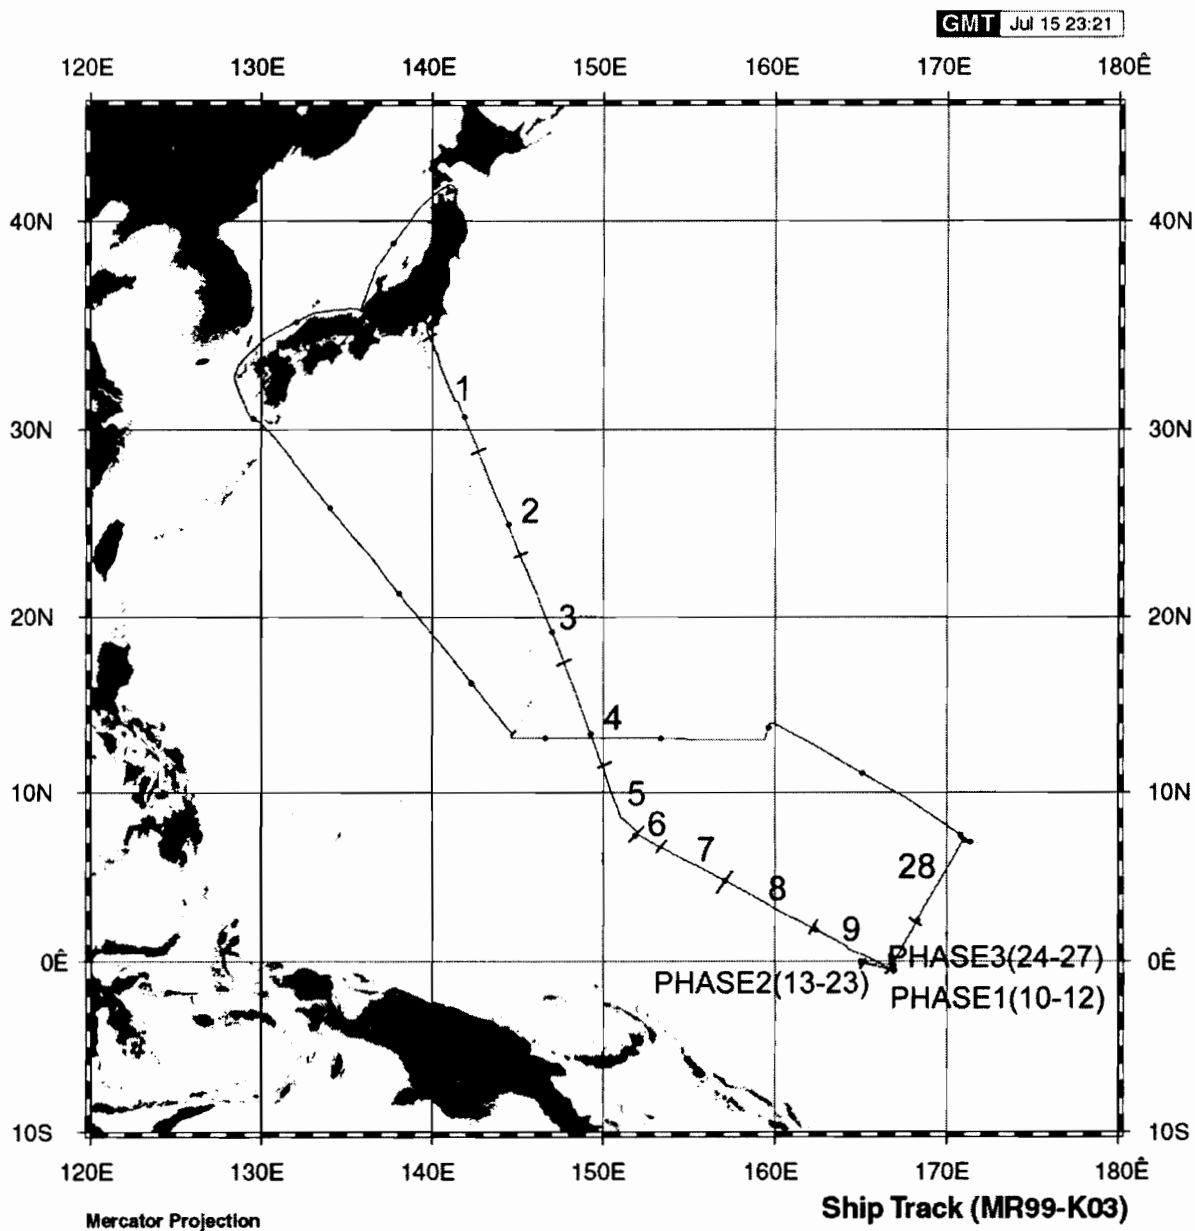 GMT Jul 15 23:21
120E 130E 140E 150E 160E 170E 180Ê
40N 40N
1
30N 30N
2
20N 3 20N
4
10N 5 10N
6
7
28
8
9
0Ê PHASE3(24-27) 0Ê
PHASE2(13-23)
PHASE1(10-12)
10S 10S
120E 130E 140E 150E 160E 170E 180Ê
Mercator Projection Ship Track (MR99-K03)